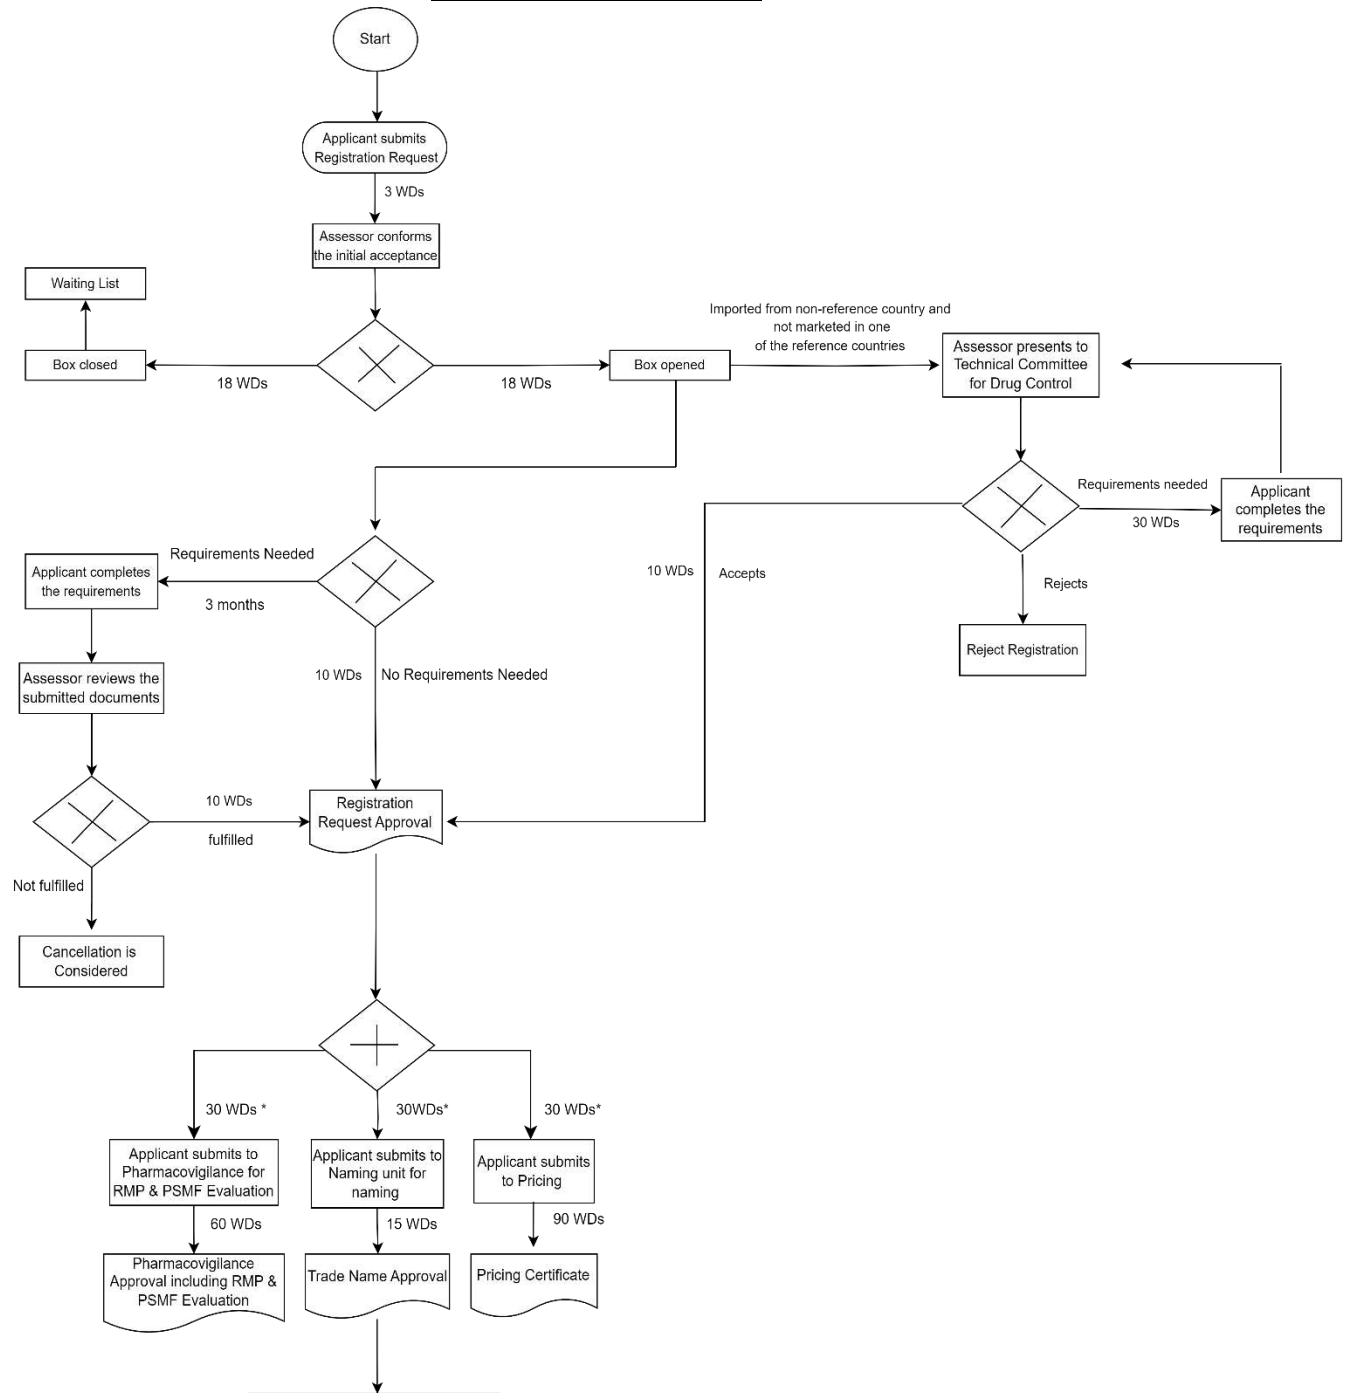 Start
Applicant submits
Registration Request
3 WDs
Assessor conforms
the initial acceptance
Waiting List
Box closed
18 WDs
18 WDs
Box opened
Imported from non-reference country and
not marketed in one
of the reference countries
Assessor presents to
Technical Committee
for Drug Control
Requirements needed
30 WDs
Applicant
completes the
requirements
10 WDs
Accepts
Rejects
Reject Registration
Requirements Needed
3 months
Applicant completes
the requirements
Assessor reviews the
submitted documents
10 WDs
No Requirements Needed
10 WDs
fulfilled
Registration
Request Approval
Not fulfilled
Cancellation is
Considered
30 WDs *
30WDs*
30 WDs*
Applicant submits to
Pharmacovigilance for
RMP & PSMF Evaluation
Applicant submits to
Naming unit for
naming
Applicant submits
to Pricing
60 WDs
15 WDs
90 WDs
Pharmacovigilance
Approval including RMP &
PSMF Evaluation
Trade Name Approval
Pricing Certificate